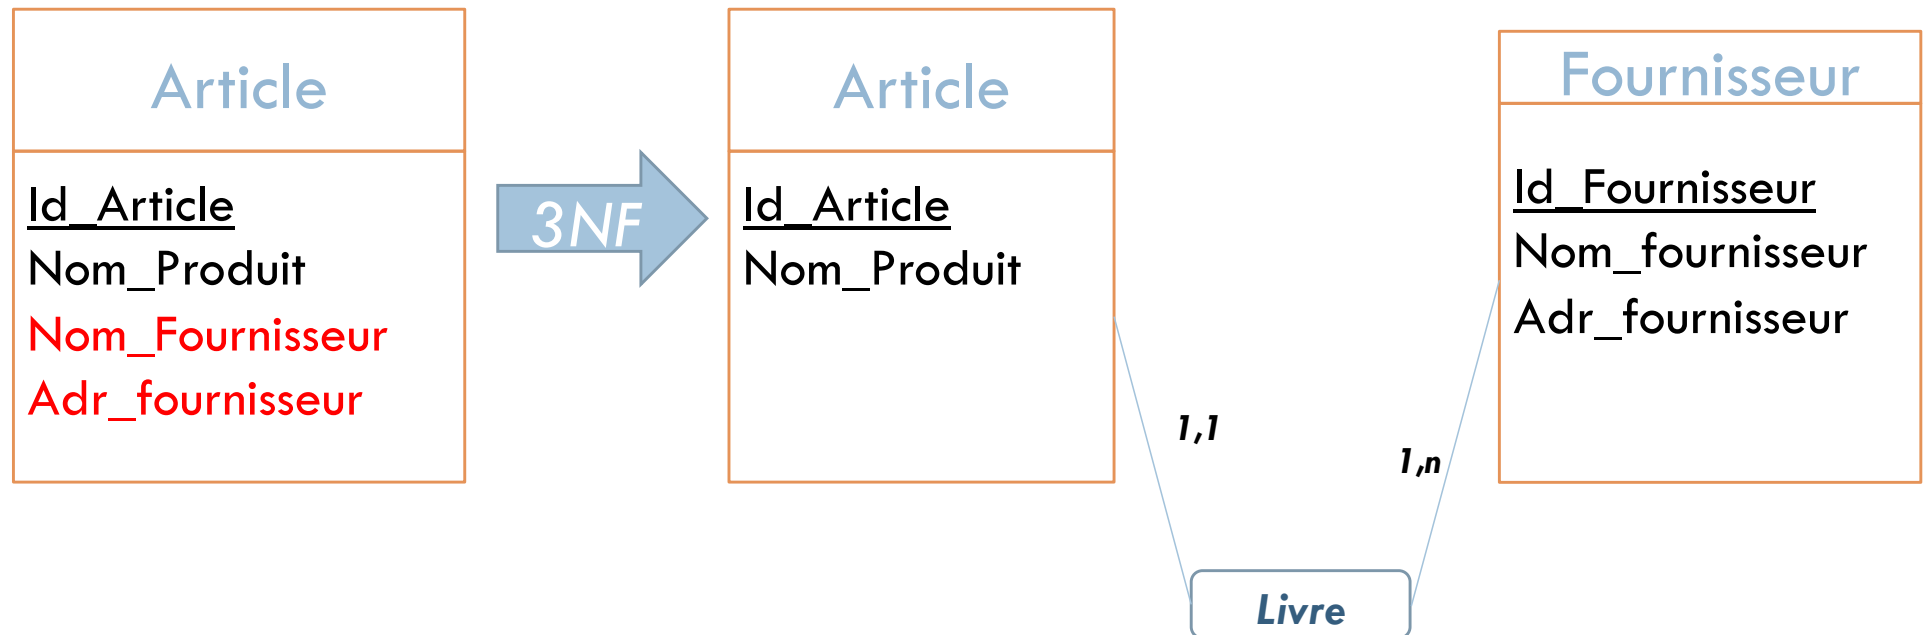 Article
Id_Article
Nom_Produit
Nom_Fournisseur
Adr_fournisseur
3NF
Article
Id_Article
Nom_Produit
Fournisseur
Id_Fournisseur
Nom_fournisseur
Adr_fournisseur
1,1
1,n
Livre